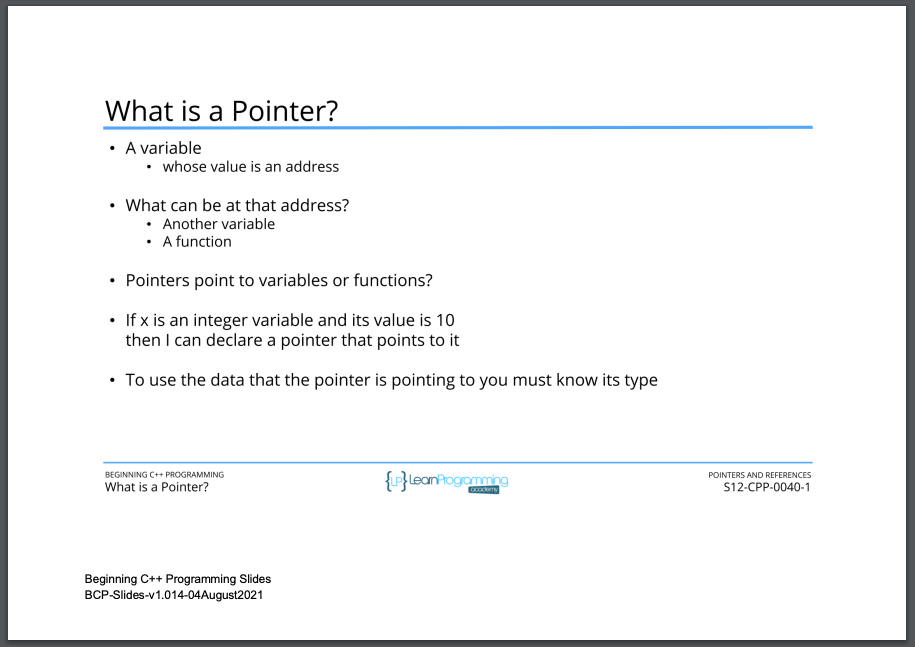 What is a Pointer?
• A variable
• whose value is an address
• What can be at that address?
• Another variable
• A function
• Pointers point to variables or functions?
• If x is an integer variable and its value is 10
then I can declare a pointer that points to it
• To use the data that the pointer is pointing to you must know its type
BEGINNING C++ PROGRAMMING
What is a Pointer?
{LP} LearnProgramming
academy
POINTERS AND REFERENCES
S12-CPP-0040-1
Beginning C++ Programming Slides
BCP-Slides-v1.014-04August2021